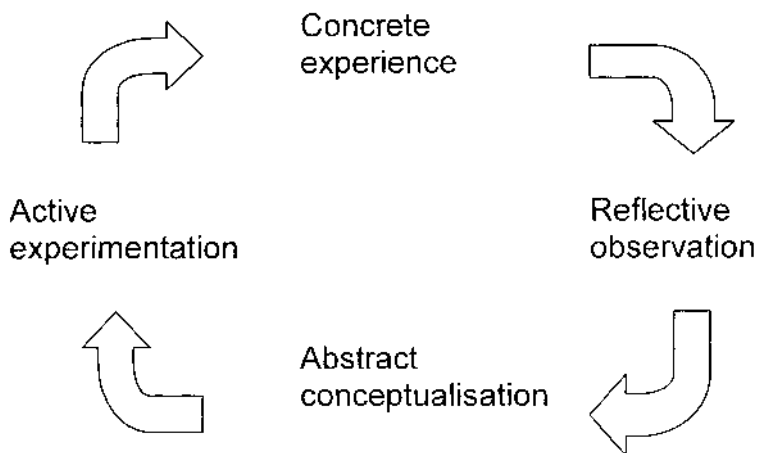 Concrete
experience
Active
experimentation
Reflective
observation
Abstract
conceptualisation